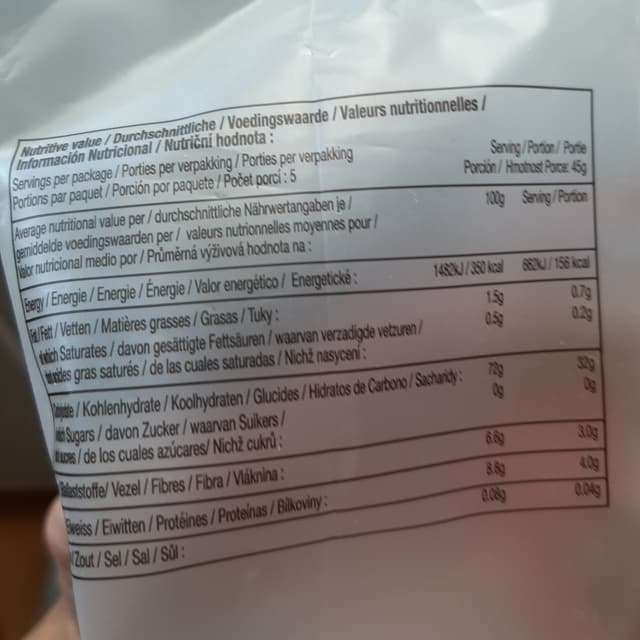 Nutritive value / Durchschnittliche / Voedingswaarde / Valeurs nutritionnelles /
Información Nutricional / Nutriční hodnota :
Servings per package / Porties per verpakking / Porties per verpakking
Portions par paquet / Porción por paquete / Počet porcí : 5
Serving / Portion / Portie
Porción / Hmotnost Porce: 45g
Average nutritional value per / durchschnittliche Nährwertangaben je /
gemiddelde voedingswaarden per / valeurs nutrionnelles moyennes pour /
Valor nutricional medio por / Průměrná výživová hodnota na :
100g Serving / Portion
Energy / Energie / Energie / Énergie / Valor energético / Energetické : 1482kJ / 350 kcal 662kJ / 156 kcal
Fat / Fett / Vetten / Matières grasses / Grasas / Tuky : 1.5g 0.7g
Saturates / davon gesättigte Fettsäuren / waarvan verzadigde vetzuren / 0.5g 0.2g
gras saturés / de las cuales saturadas / Nichž nasycení :
/ Kohlenhydrate / Koolhydraten / Glucides / Hidratos de Carbono / Sacharidy : 72g 32g
Sugars / davon Zucker / waarvan Suikers / 0g 0g
/ de los cuales azúcares/ Nichž cukrů :
/ Vezel / Fibres / Fibra / Vláknina : 6.6g 3.0g
/ Eiwitten / Protéines / Proteínas / Bílkoviny : 8.8g 4.0g
/ Zout / Sel / Sal / Sůl : 0.08g 0.04g